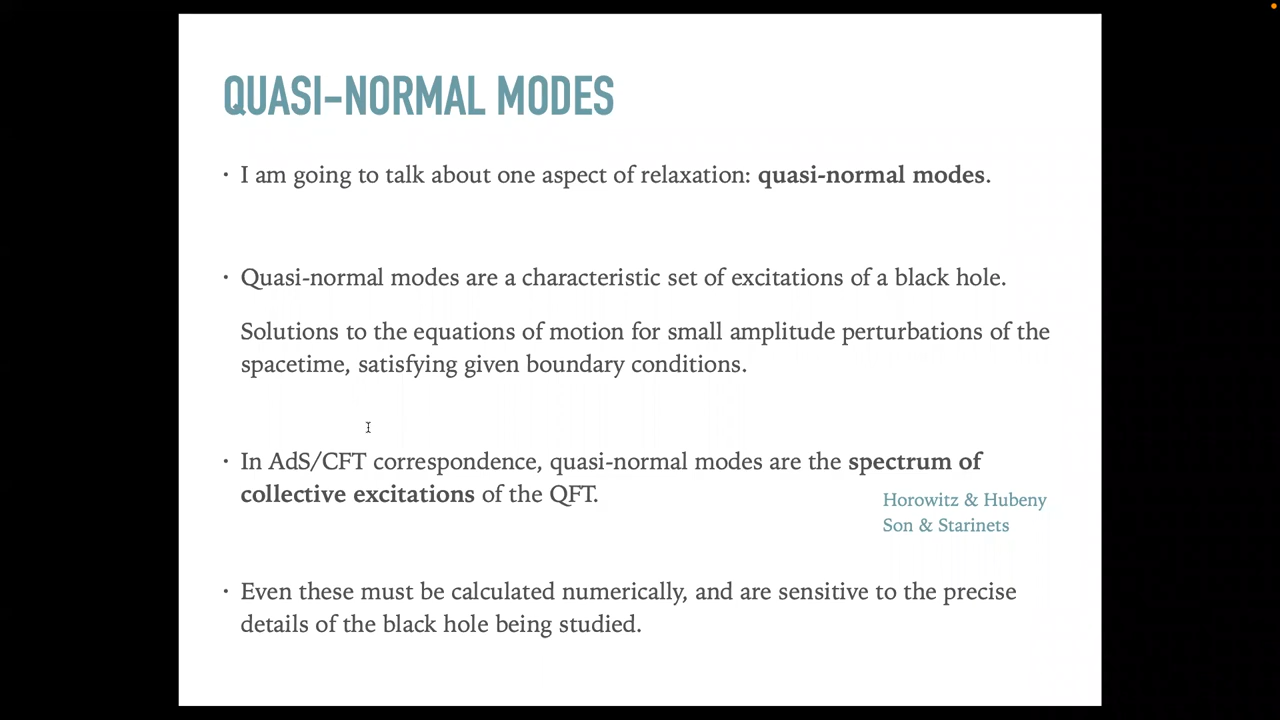 QUASI-NORMAL MODES
• I am going to talk about one aspect of relaxation: quasi-normal modes.
• Quasi-normal modes are a characteristic set of excitations of a black hole.
Solutions to the equations of motion for small amplitude perturbations of the
spacetime, satisfying given boundary conditions.
• In AdS/CFT correspondence, quasi-normal modes are the spectrum of
collective excitations of the QFT.
Horowitz & Hubeny
Son & Starinets
• Even these must be calculated numerically, and are sensitive to the precise
details of the black hole being studied.